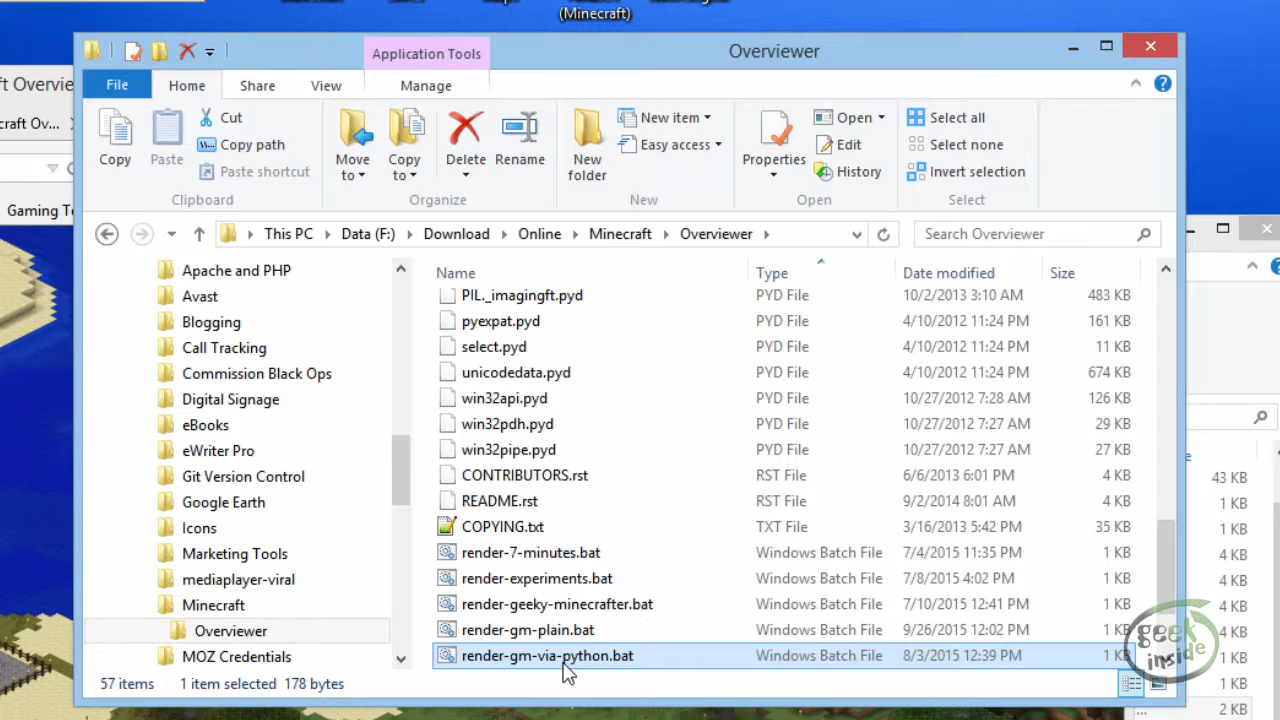 (Minecraft)
Application Tools
Overviewer
ft Overvie
File
Home
Share
View
Manage
craft Ov...
Copy
Paste
Cut
Copy path
Paste shortcut
Clipboard
Move to
Copy to
Delete
Rename
Organize
New folder
New item
Easy access
New
Properties
Open
Edit
History
Open
Select all
Select none
Invert selection
Select
Gaming To
This PC
Data (F:)
Download
Online
Minecraft
Overviewer
Search Overviewer
Apache and PHP
Avast
Blogging
Call Tracking
Commission Black Ops
Digital Signage
eBooks
eWriter Pro
Git Version Control
Google Earth
Icons
Marketing Tools
mediaplayer-viral
Minecraft
Overviewer
MOZ Credentials
Name Type Date modified Size
PIL._imagingft.pyd PYD File 10/2/2013 3:10 AM 483 KB
pyexpat.pyd PYD File 4/10/2012 11:24 PM 161 KB
select.pyd PYD File 4/10/2012 11:24 PM 11 KB
unicodedata.pyd PYD File 4/10/2012 11:24 PM 674 KB
win32api.pyd PYD File 10/27/2012 7:28 AM 126 KB
win32pdh.pyd PYD File 10/27/2012 7:27 AM 29 KB
win32pipe.pyd PYD File 10/27/2012 7:27 AM 27 KB
CONTRIBUTORS.rst RST File 6/6/2013 6:01 PM 4 KB
README.rst RST File 9/2/2014 8:01 AM 4 KB
COPYING.txt TXT File 3/16/2013 5:42 PM 35 KB
render-7-minutes.bat Windows Batch File 7/4/2015 11:35 PM 1 KB
render-experiments.bat Windows Batch File 7/8/2015 4:02 PM 1 KB
render-geeky-minecrafter.bat Windows Batch File 7/10/2015 12:41 PM 1 KB
render-gm-plain.bat Windows Batch File 9/26/2015 12:02 PM 1 KB
render-gm-via-python.bat Windows Batch File 8/3/2015 12:39 PM 1 KB
57 items 1 item selected 178 bytes
43 KB
1 KB
1 KB
4 KB
4 KB
4 KB
1 KB
1 KB
2 KB
geek
inside